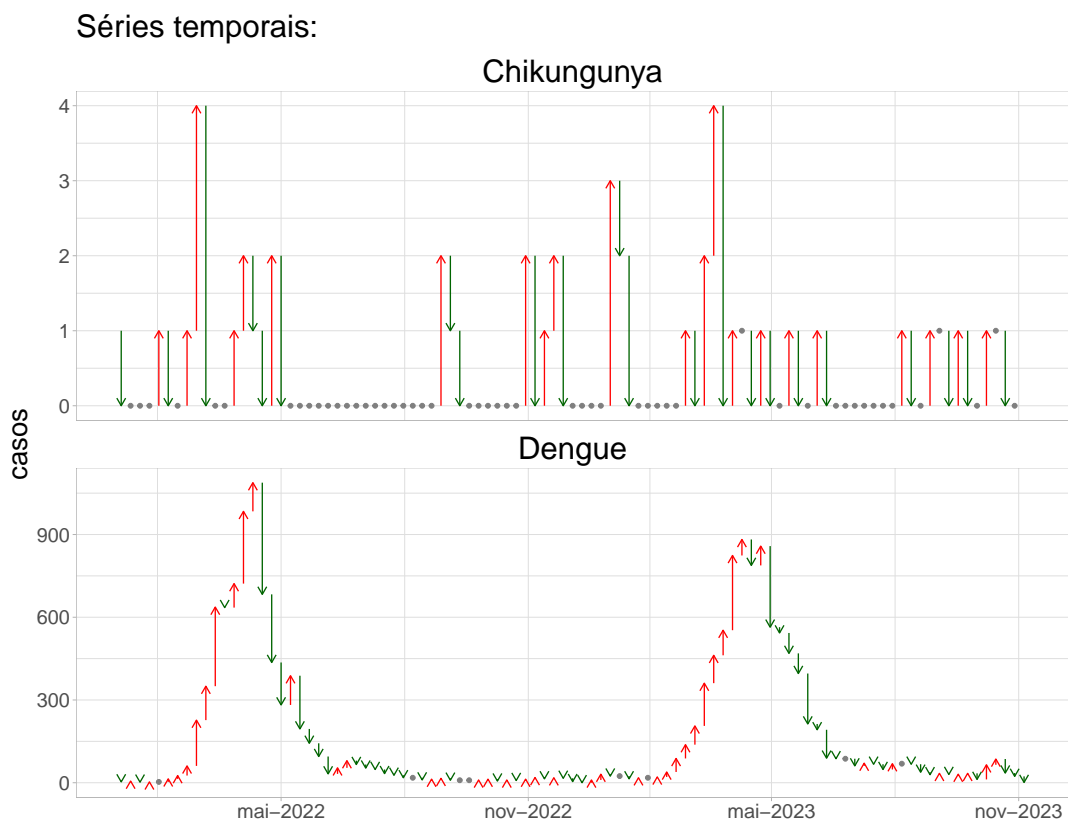 Séries temporais:
Chikungunya
4
3
2
1
0
casos
Dengue
900
600
300
0
mai−2022
nov−2022
mai−2023
nov−2023